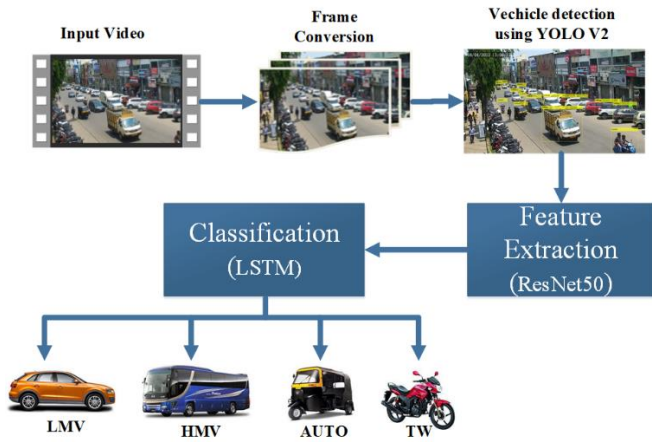 Input Video
Frame
Conversion
Vechicle detection
using YOLO V2
Feature
Extraction
(ResNet50)
Classification
(LSTM)
LMV
HMV
AUTO
TW